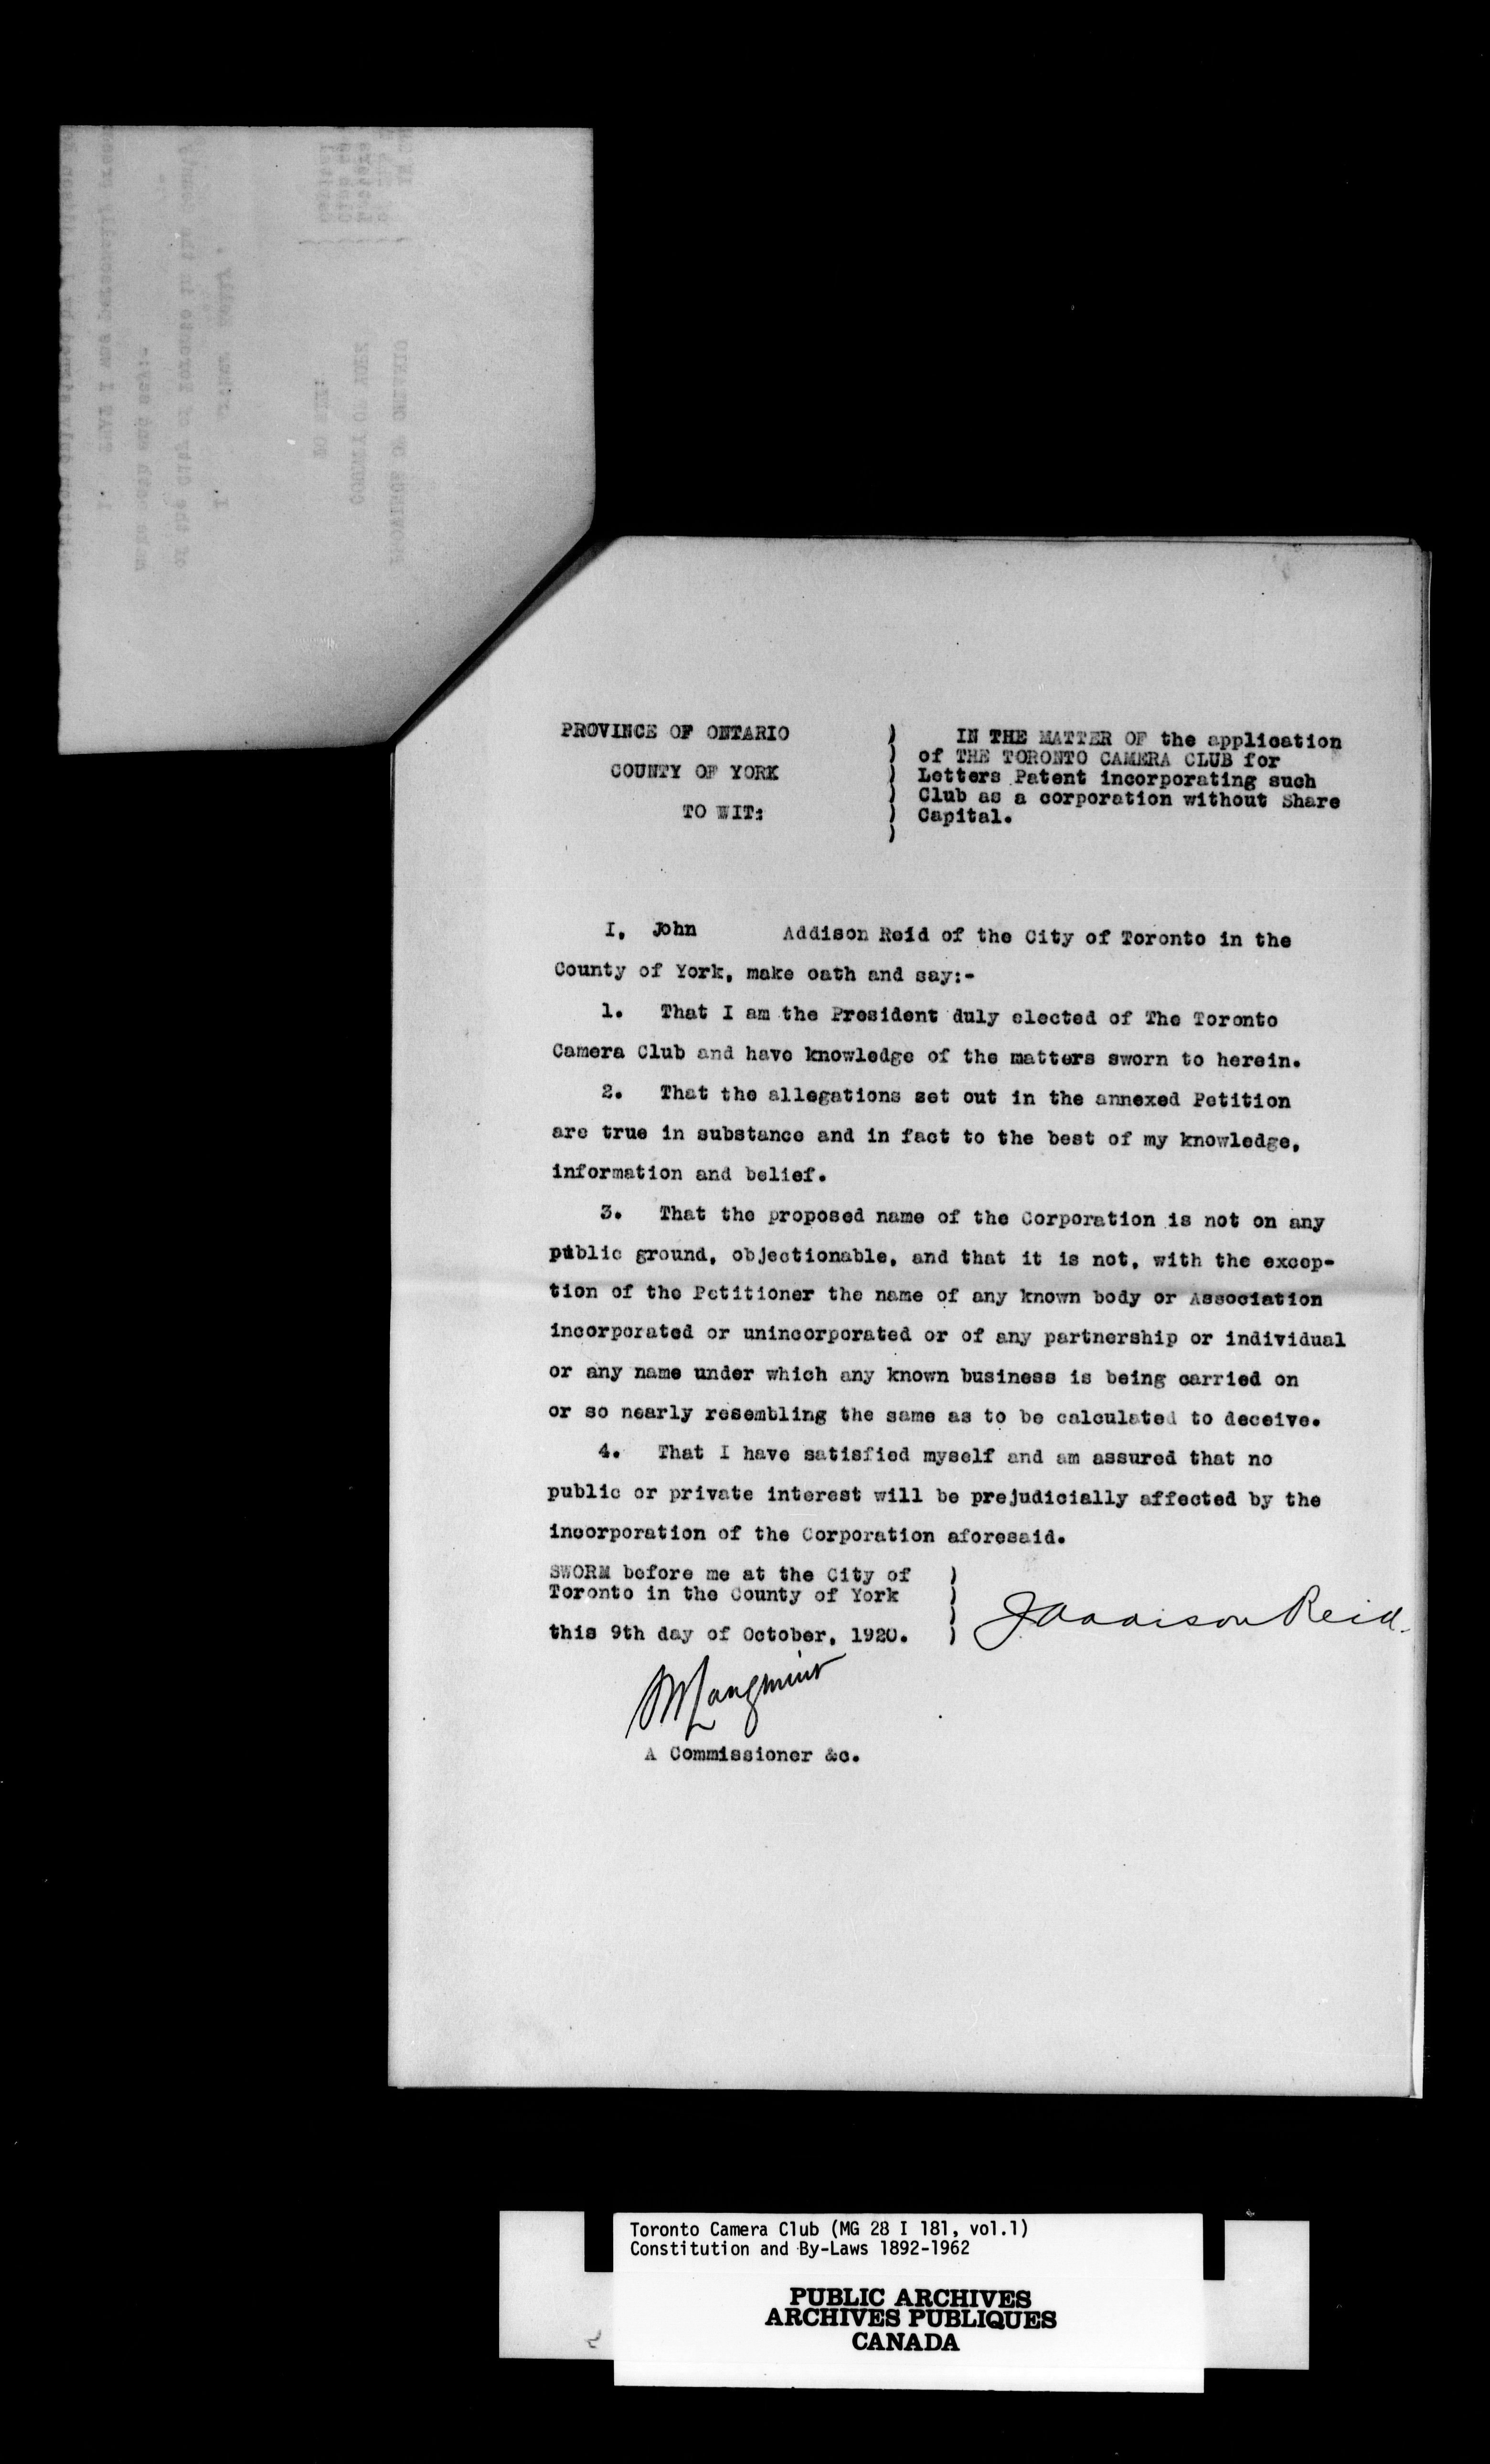 PROVINCE OF ONTARIO
COUNTY OF YORK
TO WIT:
IN THE MATTER OF the application
of THE TORONTO CAMERA CLUB for
Letters Patent incorporating such
Club as a corporation without Share
Capital.
I, John Addison Reid of the City of Toronto in the
County of York, make oath and say:-
1. That I am the President duly elected of The Toronto
Camera Club and have knowledge of the matters sworn to herein.
2. That the allegations set out in the annexed Petition
are true in substance and in fact to the best of my knowledge,
information and belief.
3. That the proposed name of the Corporation is not on any
public ground, objectionable, and that it is not, with the excep-
tion of the Petitioner the name of any known body or Association
incorporated or unincorporated or of any partnership or individual
or any name under which any known business is being carried on
or so nearly resembling the same as to be calculated to deceive.
4. That I have satisfied myself and am assured that no
public or private interest will be prejudicially affected by the
incorporation of the Corporation aforesaid.
SWORM before me at the City of
Toronto in the County of York
this 9th day of October, 1920.
J Addison Reid.
A Commissioner &c.
Toronto Camera Club (MG 28 I 181, vol.1)
Constitution and By-Laws 1892-1962
PUBLIC ARCHIVES
ARCHIVES PUBLIQUES
CANADA